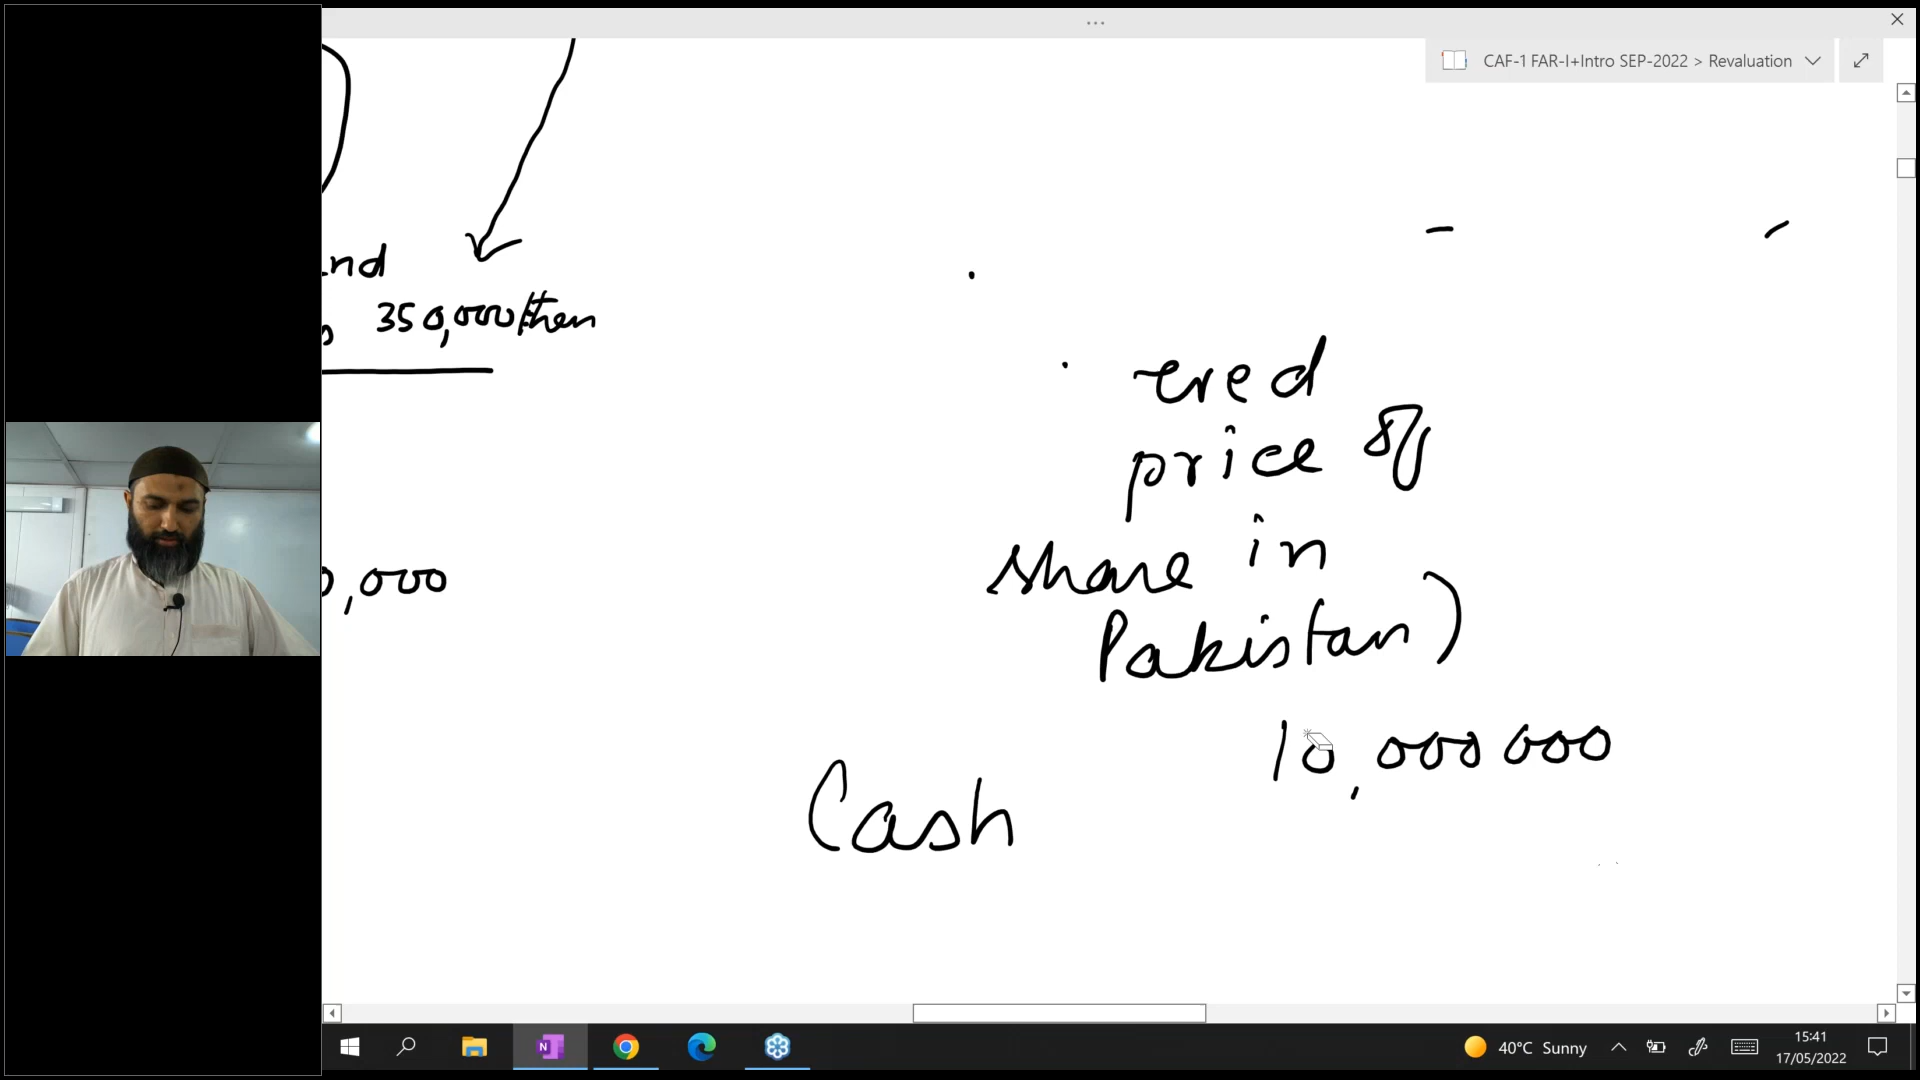 CAF-1 FAR-I+Intro SEP-2022 > Revaluation
nd
350,000/then
ered
price of
share in
Pakistan)
0,000
10,000 000
Cash
40°C Sunny
15:41
17/05/2022